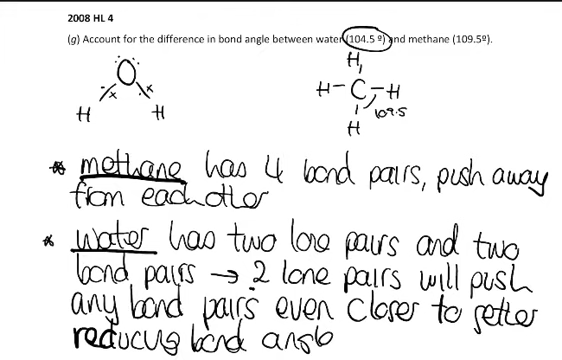 2008 HL 4
(g) Account for the difference in bond angle between water (104.5 º) and methane (109.5º).
O
H H
H
H - C - H
H
109.5
* methane has 4 bond pairs, push away
from each other
* water has two lone pairs and two
bond pairs → 2 lone pairs will push
any bond pairs even closer together
reducing bond angle